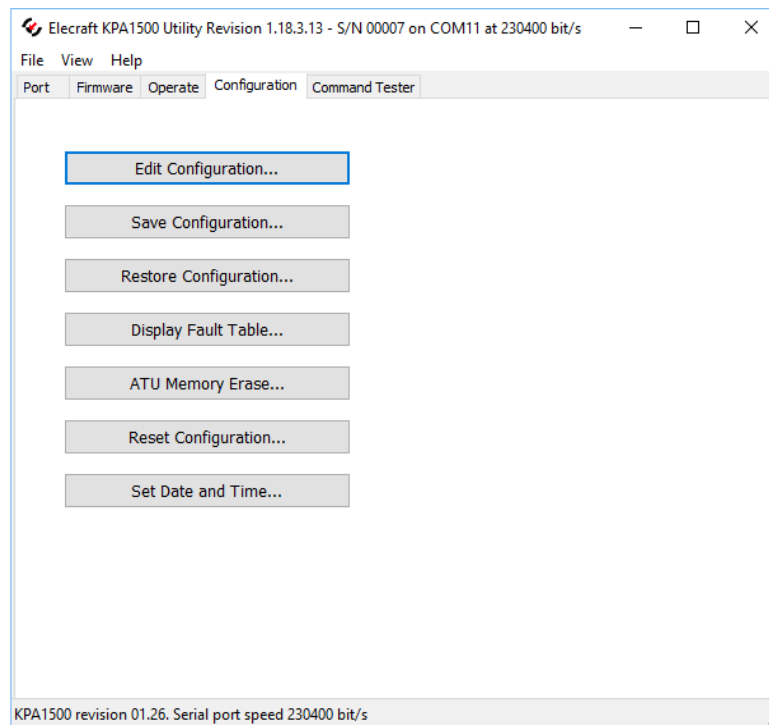 Elecraft KPA1500 Utility Revision 1.18.3.13 - S/N 00007 on COM11 at 230400 bit/s
File View Help
Port Firmware Operate Configuration Command Tester
Edit Configuration...
Save Configuration...
Restore Configuration...
Display Fault Table...
ATU Memory Erase...
Reset Configuration...
Set Date and Time...
KPA1500 revision 01.26. Serial port speed 230400 bit/s